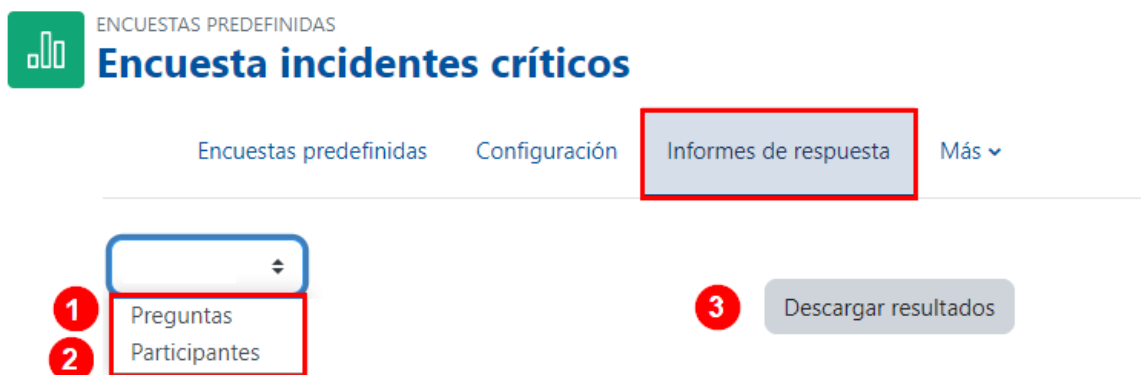 ENCUESTAS PREDEFINIDAS
Encuesta incidentes críticos
Encuestas predefinidas Configuración Informes de respuesta Más
1 Preguntas
3 Descargar resultados
2 Participantes